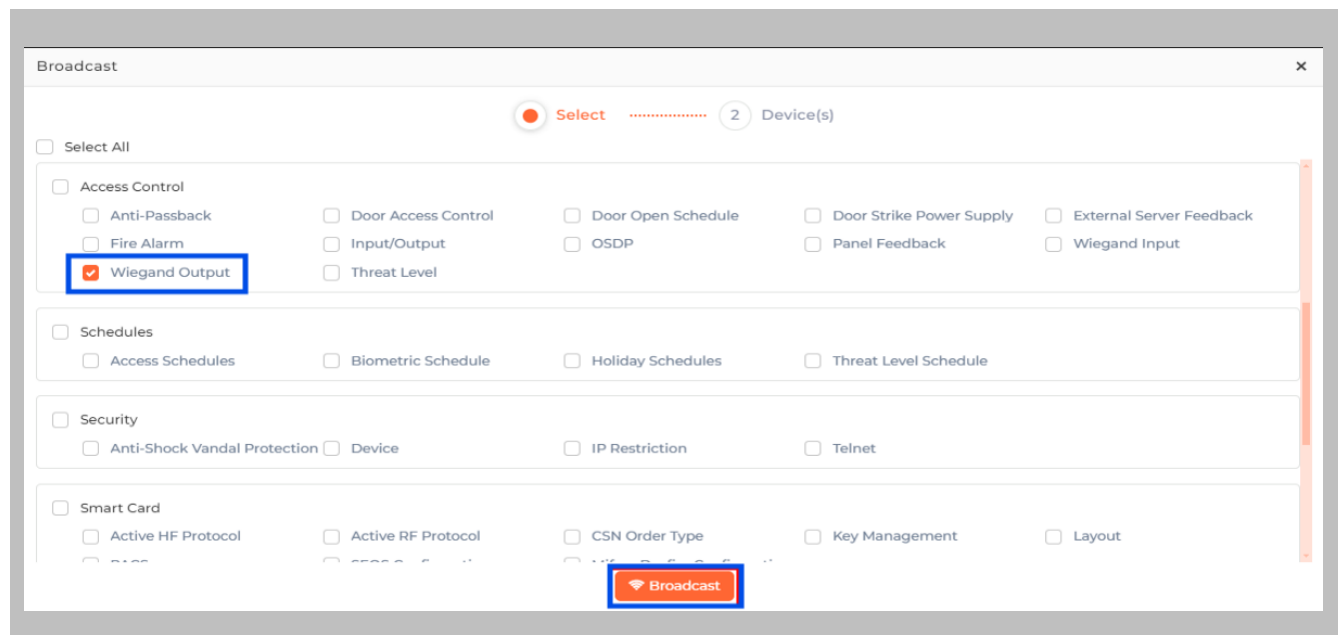 Broadcast ×
Select 2 Device(s)
Select All
Access Control
Anti-Passback Door Access Control Door Open Schedule Door Strike Power Supply External Server Feedback
Fire Alarm Input/Output OSDP Panel Feedback Wiegand Input
Wiegand Output Threat Level
Schedules
Access Schedules Biometric Schedule Holiday Schedules Threat Level Schedule
Security
Anti-Shock Vandal Protection Device IP Restriction Telnet
Smart Card
Active HF Protocol Active RF Protocol CSN Order Type Key Management Layout
Broadcast